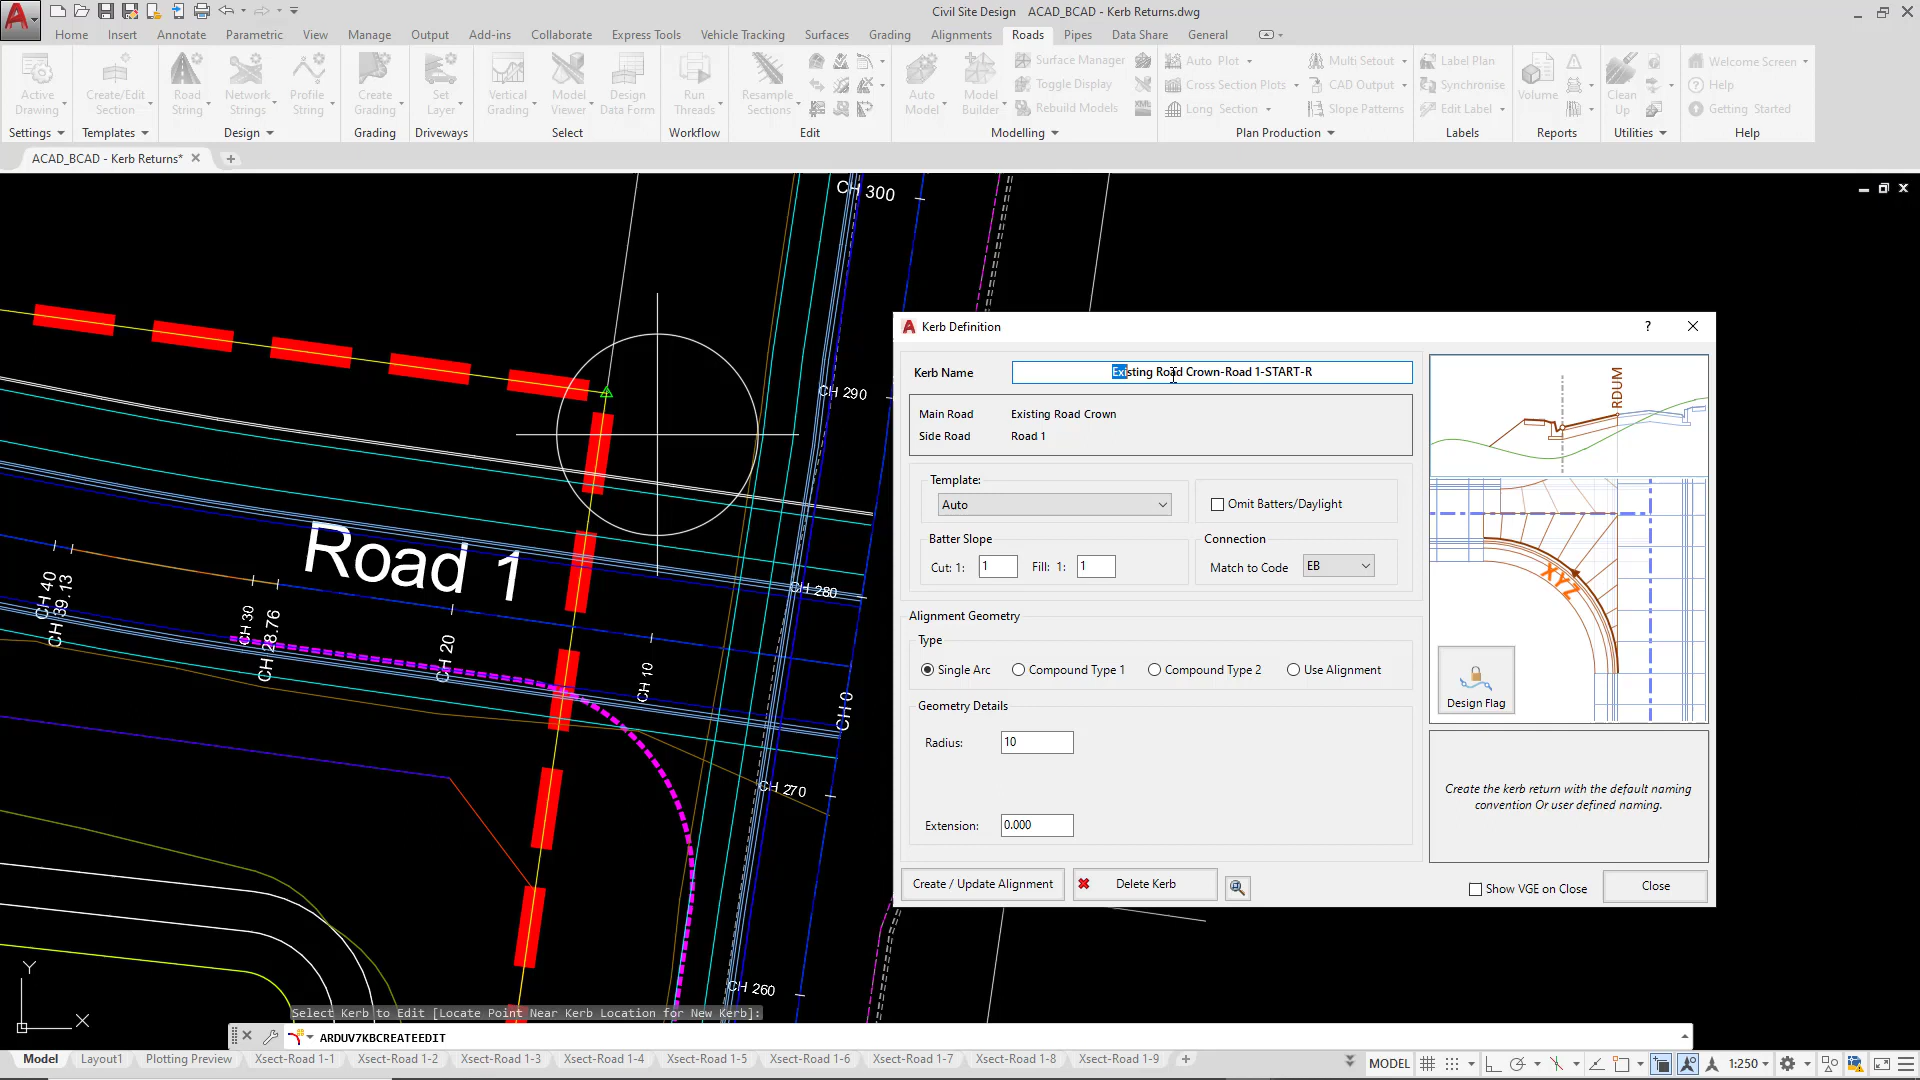 Civil Site Design ACAD_BCAD - Kerb Returns.dwg
Home Insert Annotate Parametric View Manage Output Add-ins Collaborate Express Tools Vehicle Tracking Surfaces Grading Alignments Roads Pipes Data Share General
Active Drawing
Create/Edit Section
Road String
Network Strings
Profile String
Create Grading
Set Layer
Vertical Grading
Model Viewer
Design Data Form
Run Threads
Resample Sections
Auto Model
Model Builder
Surface Manager
Toggle Display
Rebuild Models
Auto Plot
Cross Section Plots
Long Section
Multi Setout
CAD Output
Slope Patterns
Label Plan
Synchronise
Edit Label
Volume
Clean Up
Welcome Screen
Help
Getting Started
Settings Templates Design Grading Driveways Select Workflow Edit Modelling Plan Production Labels Reports Utilities Help
ACAD_BCAD - Kerb Returns*
CH 300
CH 290
CH 280
CH 270
CH 260
Road 1
CH 40
CH 39.13
CH 30
CH 28.76
CH 20
CH 10
CH 0
Y
X
Kerb Definition
?
Kerb Name Existing Road Crown-Road 1-START-R
Main Road Existing Road Crown
Side Road Road 1
Template:
Auto
Omit Batters/Daylight
Batter Slope
Cut: 1: 1 Fill: 1: 1
Connection
Match to Code EB
Alignment Geometry
Type
Single Arc Compound Type 1 Compound Type 2 Use Alignment
Geometry Details
Radius: 10
Extension: 0.000
Create / Update Alignment Delete Kerb
RDUM
XYZ
Design Flag
Create the kerb return with the default naming
convention Or user defined naming.
Show VGE on Close Close
Select Kerb to Edit [Locate Point Near Kerb Location for New Kerb]:
ARDUV7KBCREATEEDIT
Model Layout1 Plotting Preview Xsect-Road 1-1 Xsect-Road 1-2 Xsect-Road 1-3 Xsect-Road 1-4 Xsect-Road 1-5 Xsect-Road 1-6 Xsect-Road 1-7 Xsect-Road 1-8 Xsect-Road 1-9
MODEL 1:250